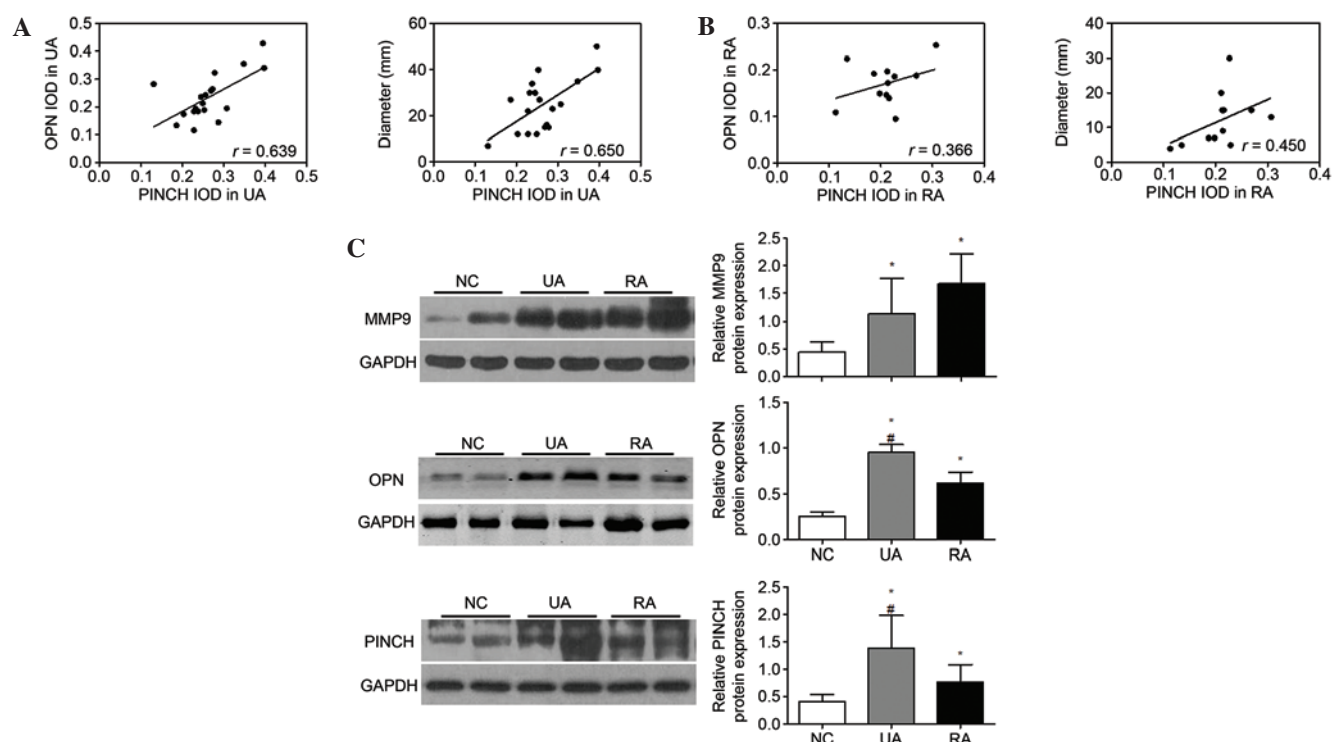 A
OPN IOD in UA
0.5
0.4
0.3
0.2
0.1
0.0
r = 0.639
0.0 0.1 0.2 0.3 0.4 0.5
PINCH IOD in UA
Diameter (mm)
60
40
20
0
r = 0.650
0.0 0.1 0.2 0.3 0.4 0.5
PINCH IOD in UA
B
OPN IOD in RA
0.3
0.2
0.1
0.0
r = 0.366
0.0 0.1 0.2 0.3 0.4
PINCH IOD in RA
Diameter (mm)
40
30
20
10
0
r = 0.450
0.0 0.1 0.2 0.3 0.4
PINCH IOD in RA
C
NC UA RA
MMP9
GAPDH
Relative MMP9
protein expression
2.5
2.0
1.5
1.0
0.5
0.0
* *
NC UA RA
OPN
GAPDH
Relative OPN
protein expression
1.5
1.0
0.5
0.0
*
#
*
NC UA RA
NC UA RA
PINCH
GAPDH
Relative PINCH
protein expression
2.5
2.0
1.5
1.0
0.5
0.0
*
#
*
NC UA RA